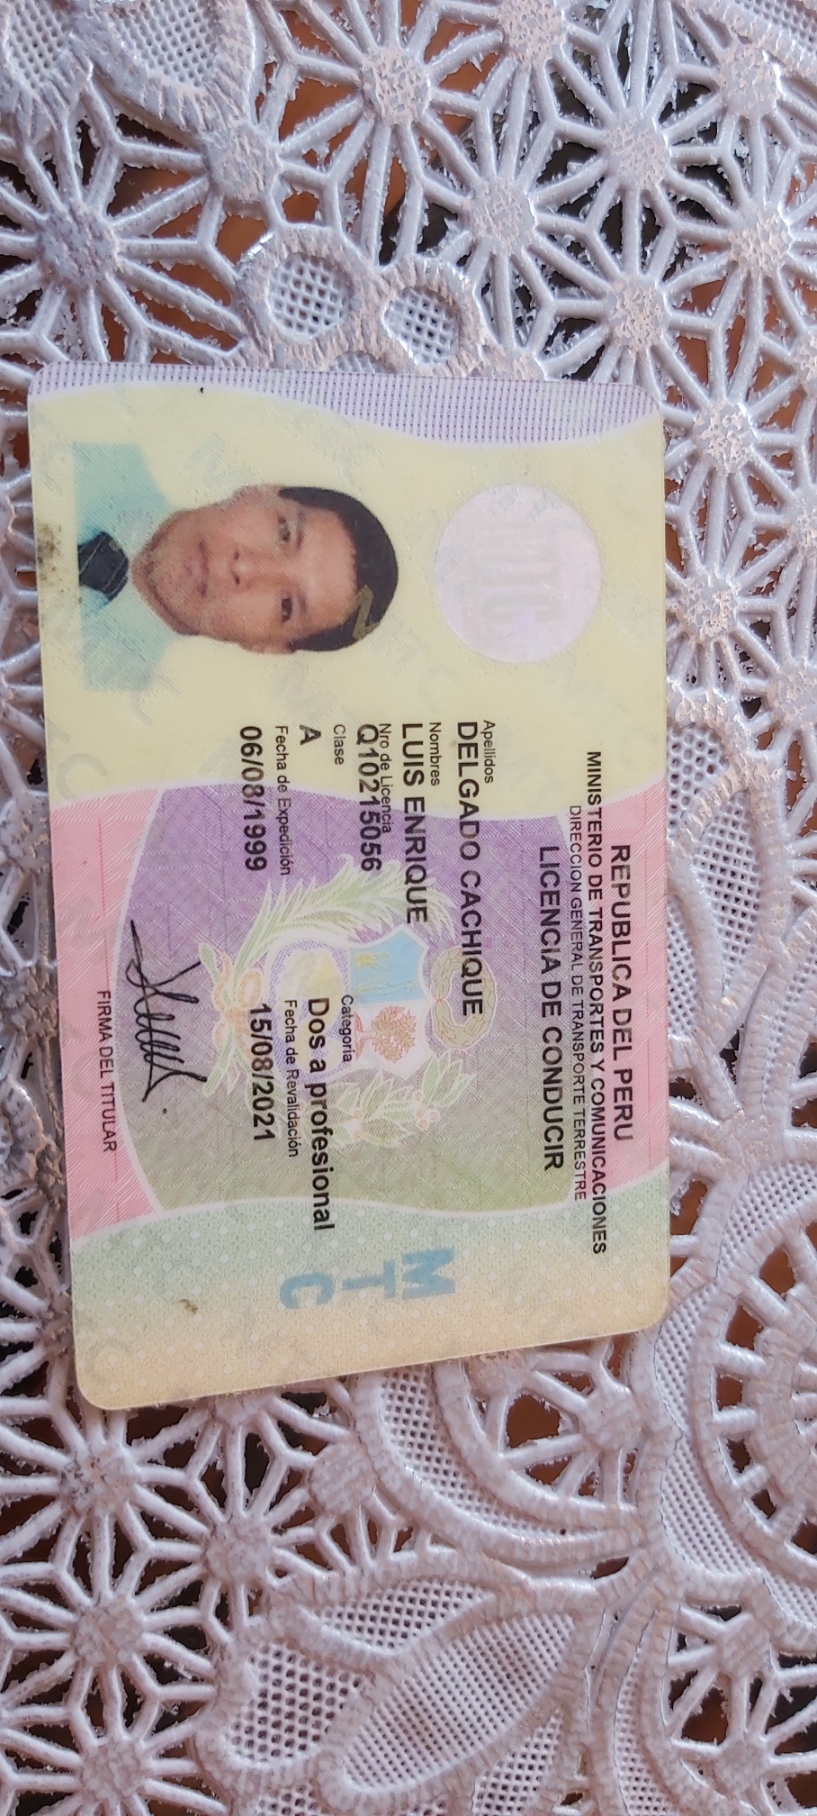 REPUBLICA DEL PERU
MINISTERIO DE TRANSPORTES Y COMUNICACIONES
DIRECCION GENERAL DE TRANSPORTE TERRESTRE
LICENCIA DE CONDUCIR
Apellidos
DELGADO CACHIQUE
Nombres
LUIS ENRIQUE
Nro de Licencia
Q10215056
Clase
A
Categoria
Dos a profesional
Fecha de Expedición
06/08/1999
Fecha de Revalidación
15/08/2021
FIRMA DEL TITULAR
MTC
MTC